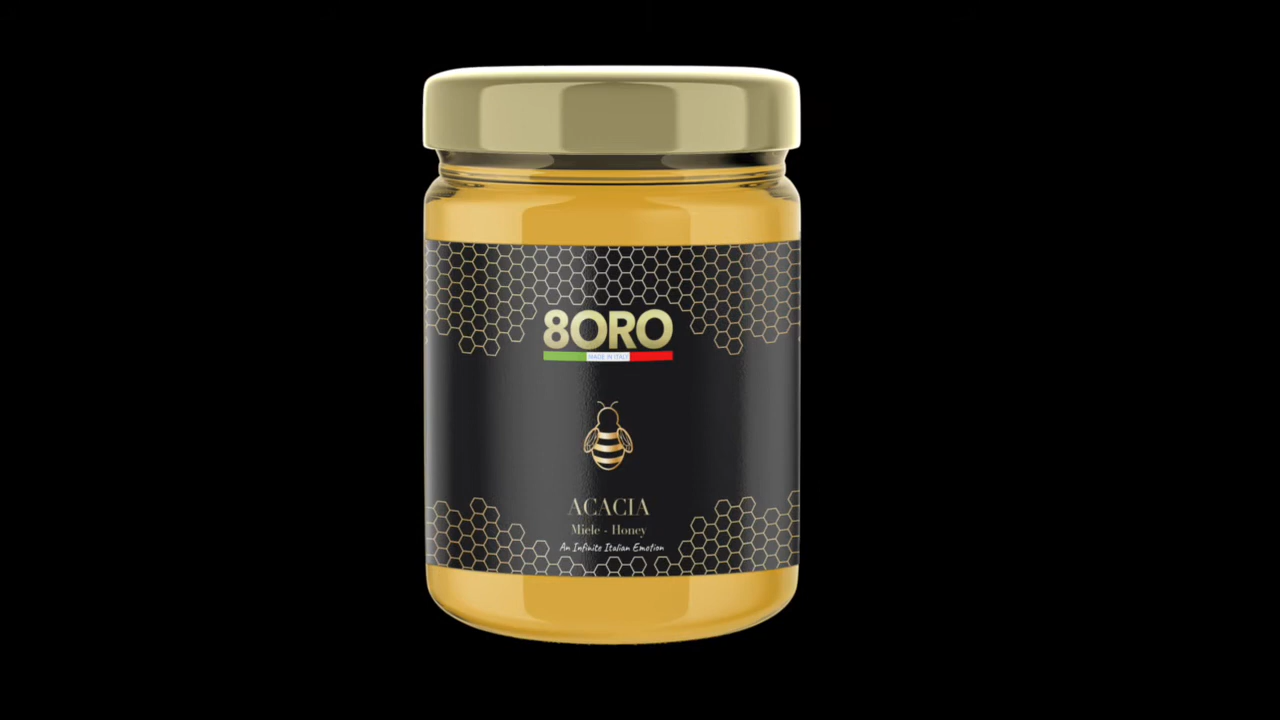 8ORO
MADE IN ITALY
ACACIA
Miele - Honey
An Infinite Italian Emotion